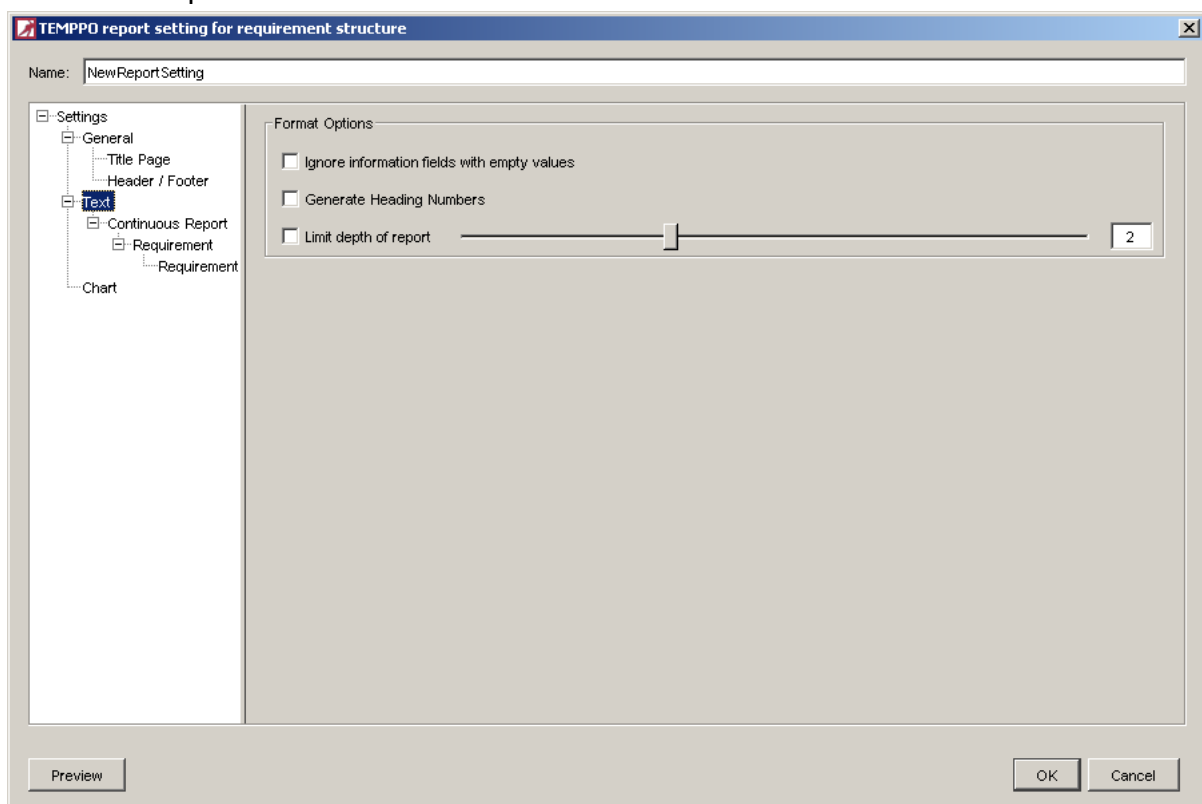 TEMPPO report setting for requirement structure
Name: NewReportSetting
Settings
General
Title Page
Header / Footer
Text
Continuous Report
Requirement
Requirement
Chart
Format Options
Ignore information fields with empty values
Generate Heading Numbers
Limit depth of report 2
Preview OK Cancel